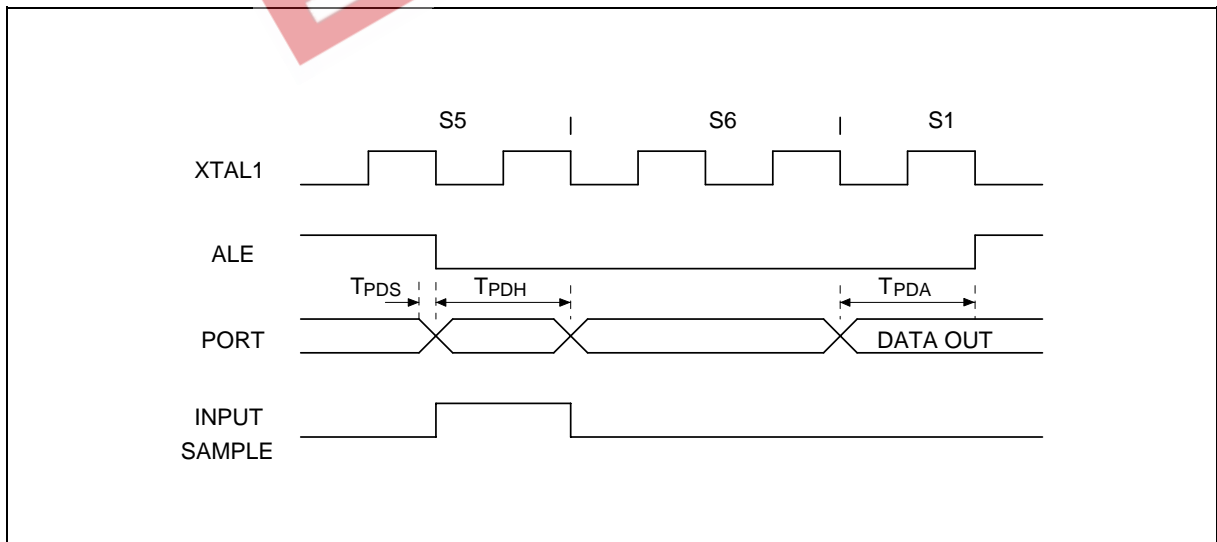 S5 | S6 | S1
XTAL1
ALE
TPDS TPDH TPDA
PORT DATA OUT
INPUT
SAMPLE